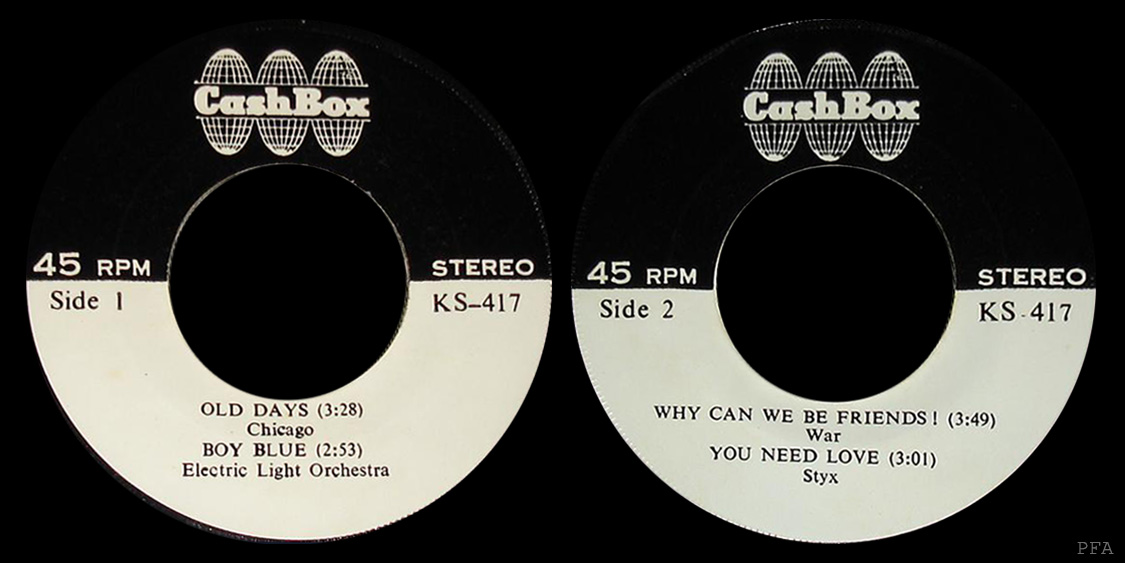 CashBox
45 RPM
STEREO
Side 1
KS-417
OLD DAYS (3:28)
Chicago
BOY BLUE (2:53)
Electric Light Orchestra
CashBox
45 RPM
STEREO
Side 2
KS-417
WHY CAN WE BE FRIENDS! (3:49)
War
YOU NEED LOVE (3:01)
Styx
PFA